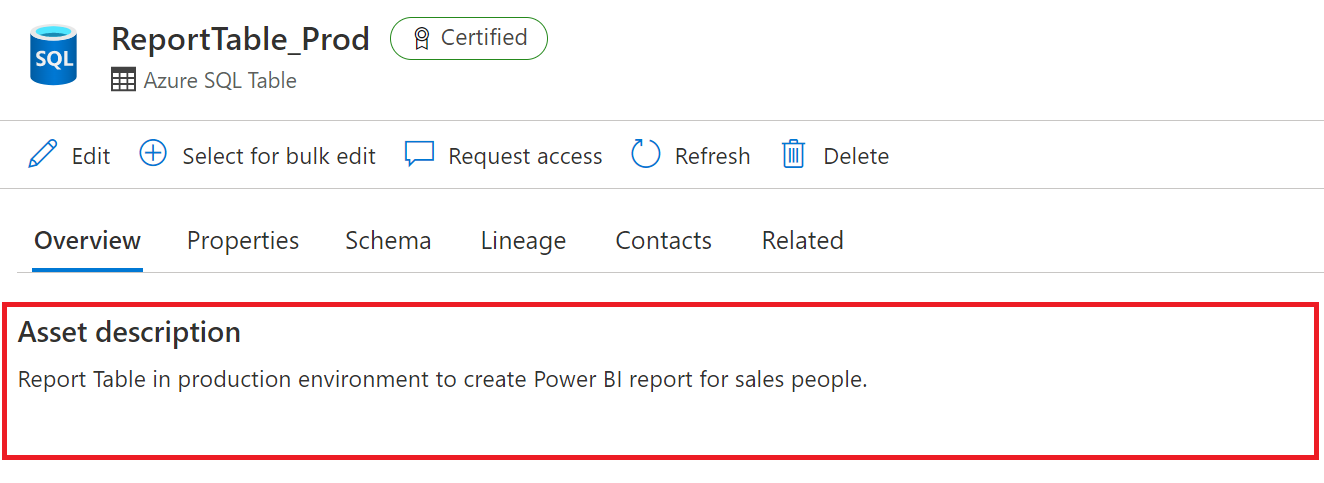 SQL
ReportTable_Prod
Certified
Azure SQL Table
Edit
Select for bulk edit
Request access
Refresh
Delete
Overview
Properties
Schema
Lineage
Contacts
Related
Asset description
Report Table in production environment to create Power BI report for sales people.